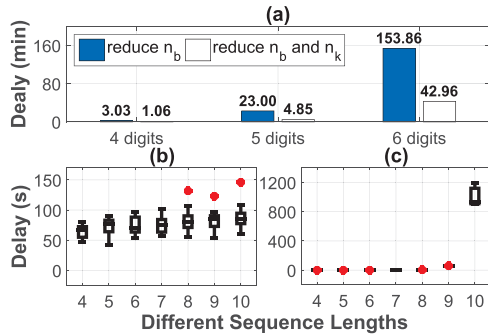 (a)
Dealy (min)
160
80
0
reduce n_b
reduce n_b and n_k
3.03
1.06
23.00
4.85
153.86
42.96
4 digits
5 digits
6 digits
(b)
(c)
Delay (s)
150
100
50
0
4 5 6 7 8 9 10
1200
800
400
0
4 5 6 7 8 9 10
Different Sequence Lengths